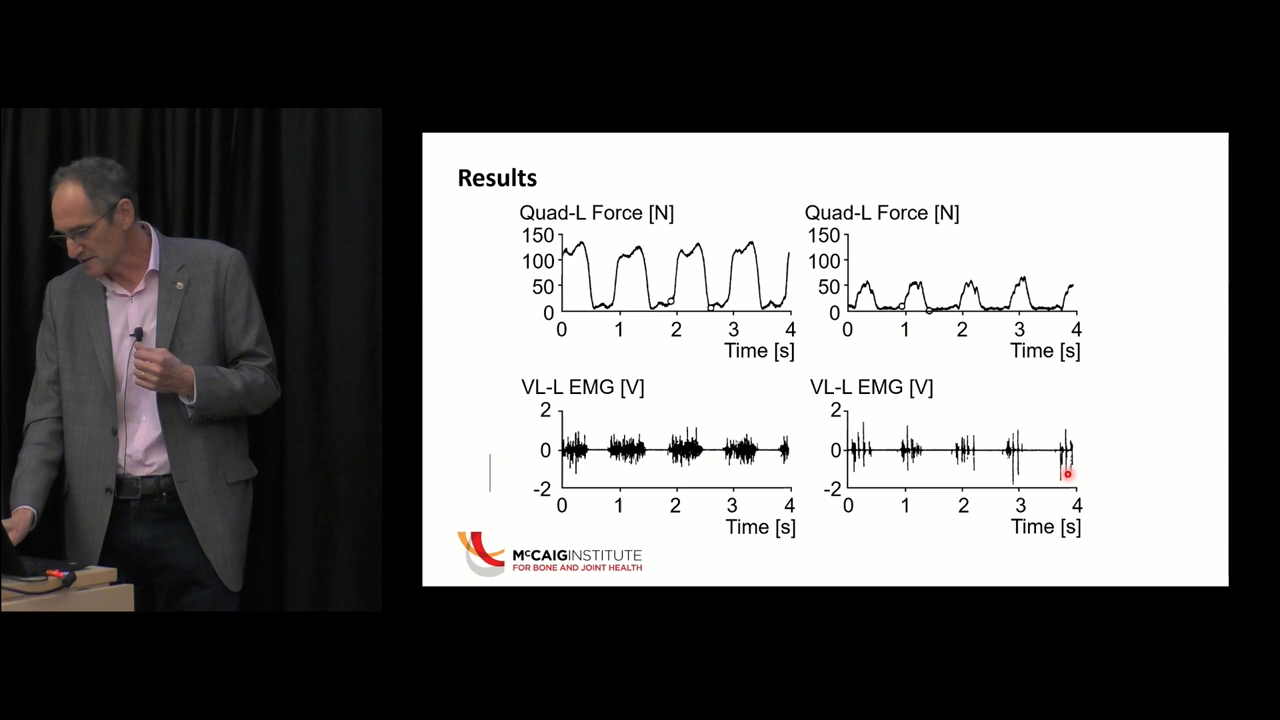 Results
Quad-L Force [N]
150
100
50
0
0 1 2 3 4
Time [s]
Quad-L Force [N]
150
100
50
0
0 1 2 3 4
Time [s]
VL-L EMG [V]
2
0
-2
0 1 2 3 4
Time [s]
VL-L EMG [V]
2
0
-2
0 1 2 3 4
Time [s]
McCAIG INSTITUTE
FOR BONE AND JOINT HEALTH